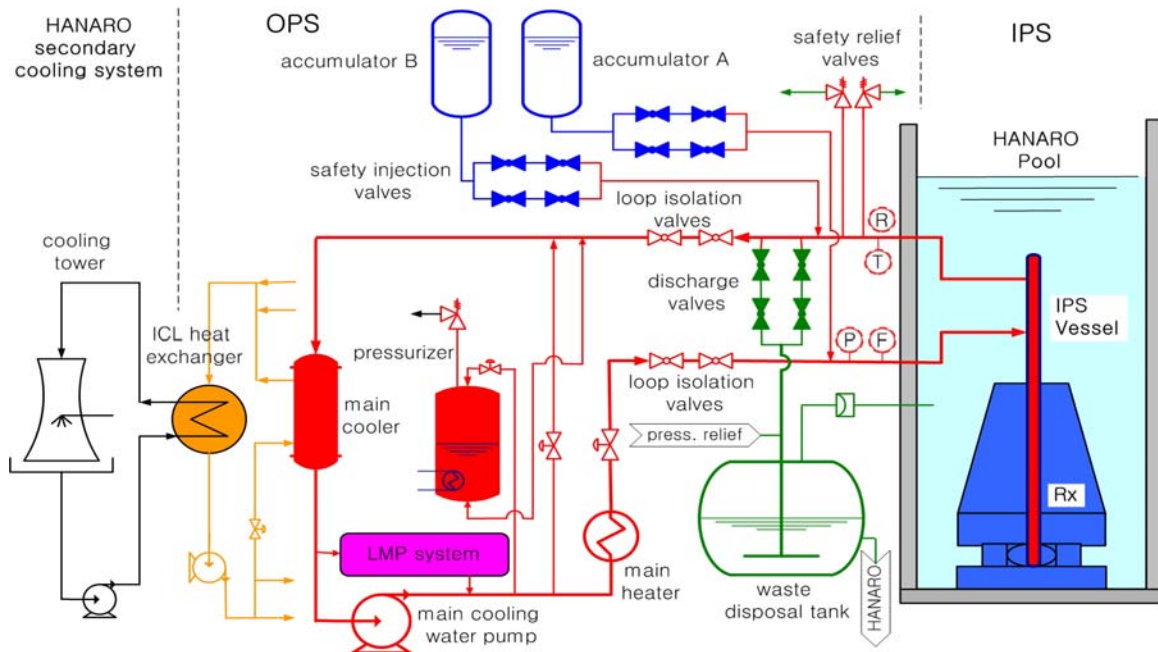 HANARO
secondary
cooling system
OPS
IPS
accumulator B
accumulator A
safety relief
valves
HANARO
Pool
safety injection
valves
loop isolation
valves
R
T
cooling
tower
discharge
valves
IPS
Vessel
ICL heat
exchanger
pressurizer
P
F
loop isolation
valves
main
cooler
press. relief
Rx
LMP system
main
heater
main cooling
water pump
waste
disposal tank
HANARO